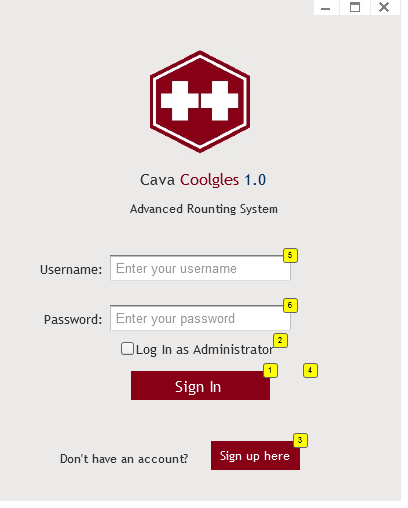 Cava Coolgles 1.0
Advanced Rounting System
5
Username: Enter your username
6
Password: Enter your password
2
Log In as Administrator
1 4
Sign In
3
Don't have an account? Sign up here